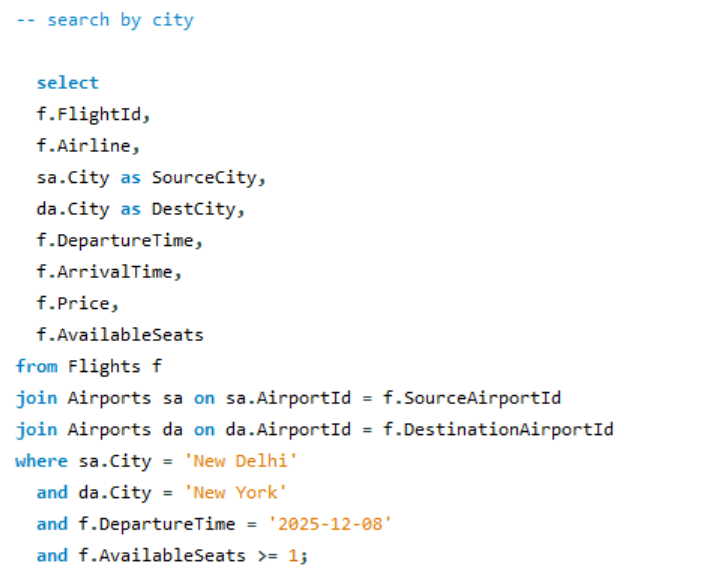 -- search by city
select
f.FlightId,
f.Airline,
sa.City as SourceCity,
da.City as DestCity,
f.DepartureTime,
f.ArrivalTime,
f.Price,
f.AvailableSeats
from Flights f
join Airports sa on sa.AirportId = f.SourceAirportId
join Airports da on da.AirportId = f.DestinationAirportId
where sa.City = 'New Delhi'
and da.City = 'New York'
and f.DepartureTime = '2025-12-08'
and f.AvailableSeats >= 1;